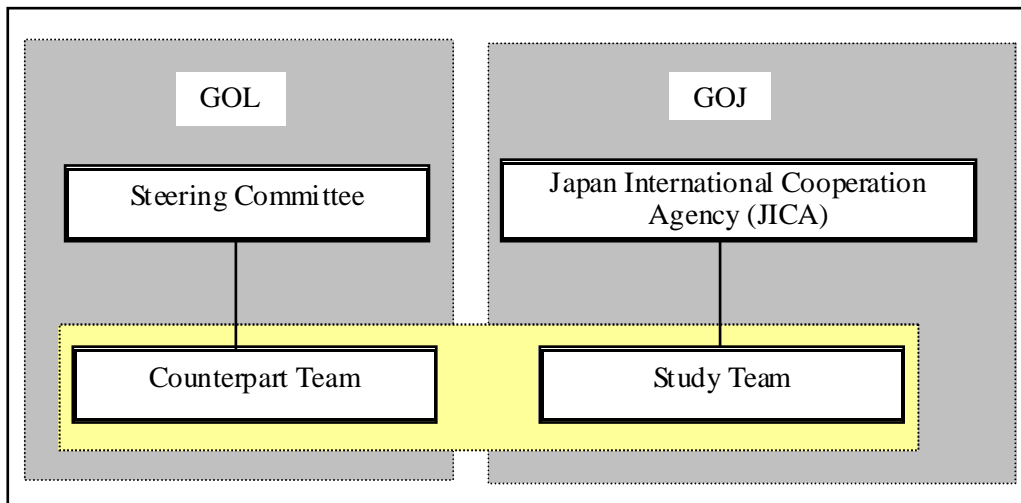 GOL
GOJ
Steering Committee
Japan International Cooperation
Agency (JICA)
Counterpart Team
Study Team